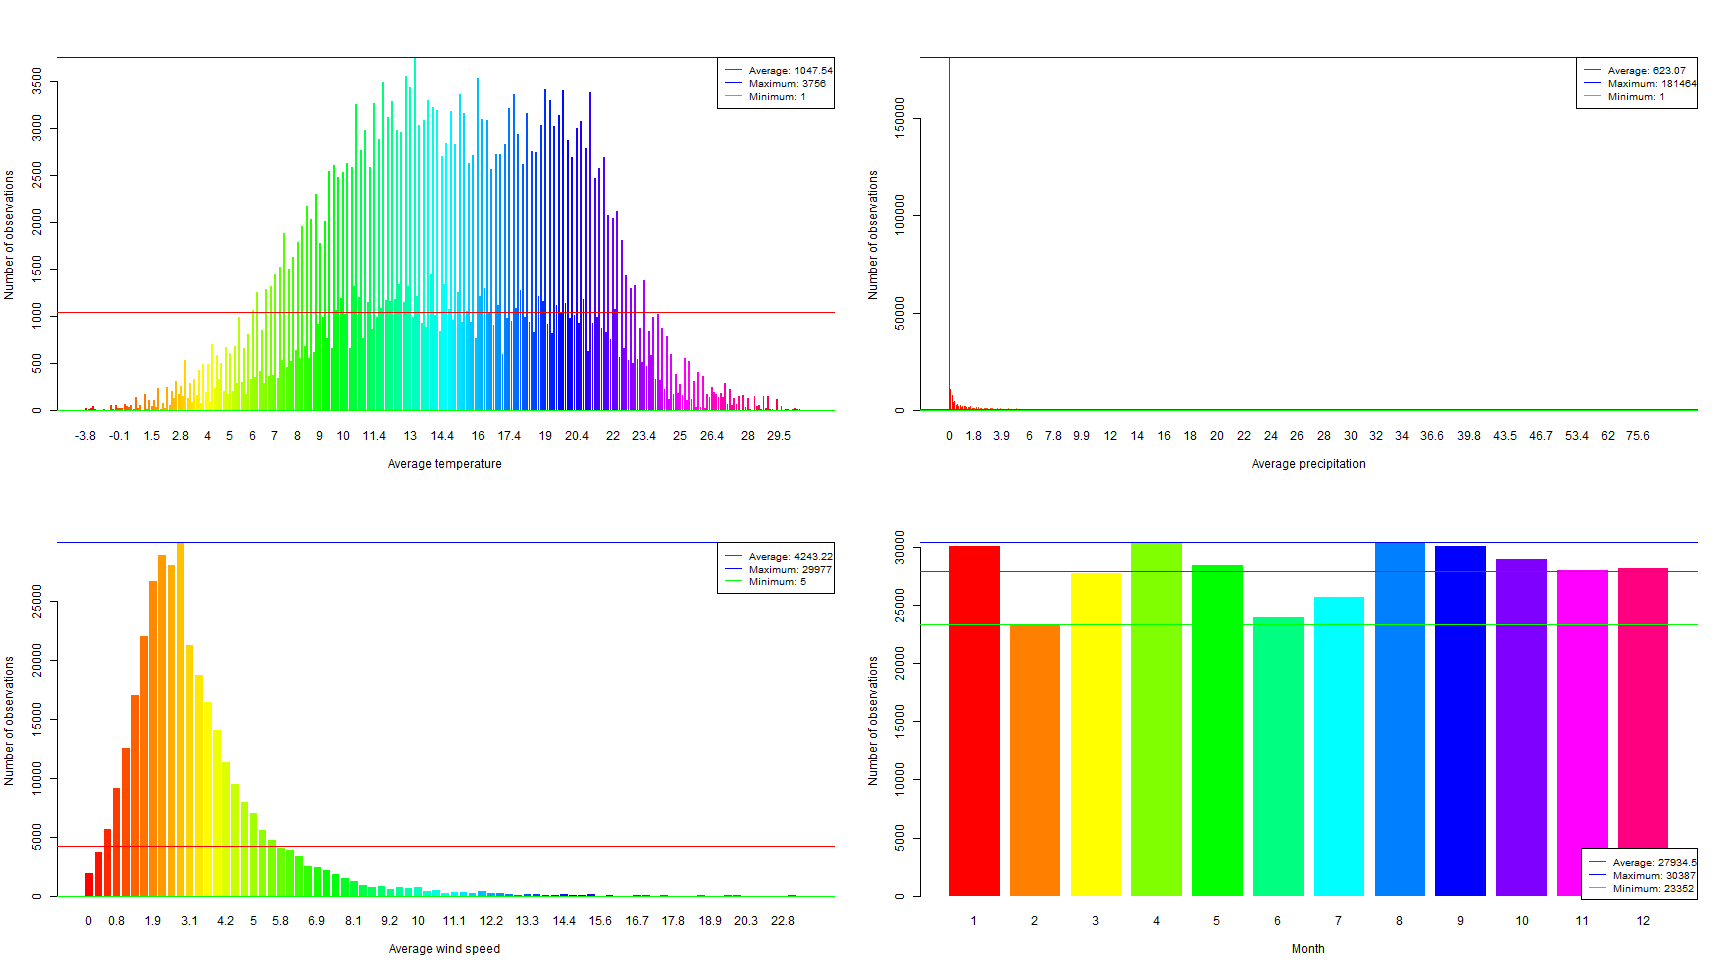 Number of observations
3500
3000
2500
2000
1500
1000
500
0
Average: 1047.54
Maximum: 3756
Minimum: 1
-3.8 -0.1 1.5 2.8 4 5 6 7 8 9 10 11.4 13 14.4 16 17.4 19 20.4 22 23.4 25 26.4 28 29.5
Average temperature
Number of observations
150000
100000
50000
0
Average: 623.07
Maximum: 181464
Minimum: 1
0 1.8 3.9 6 7.8 9.9 12 14 16 18 20 22 24 26 28 30 32 34 36.6 39.8 43.5 46.7 53.4 62 75.6
Average precipitation
Number of observations
25000
20000
15000
10000
5000
0
Average: 4243.22
Maximum: 29977
Minimum: 5
0 0.8 1.9 3.1 4.2 5 5.8 6.9 8.1 9.2 10 11.1 12.2 13.3 14.4 15.6 16.7 17.8 18.9 20.3 22.8
Average wind speed
Number of observations
30000
25000
20000
15000
10000
5000
0
Average: 27934.5
Maximum: 30387
Minimum: 23352
1 2 3 4 5 6 7 8 9 10 11 12
Month